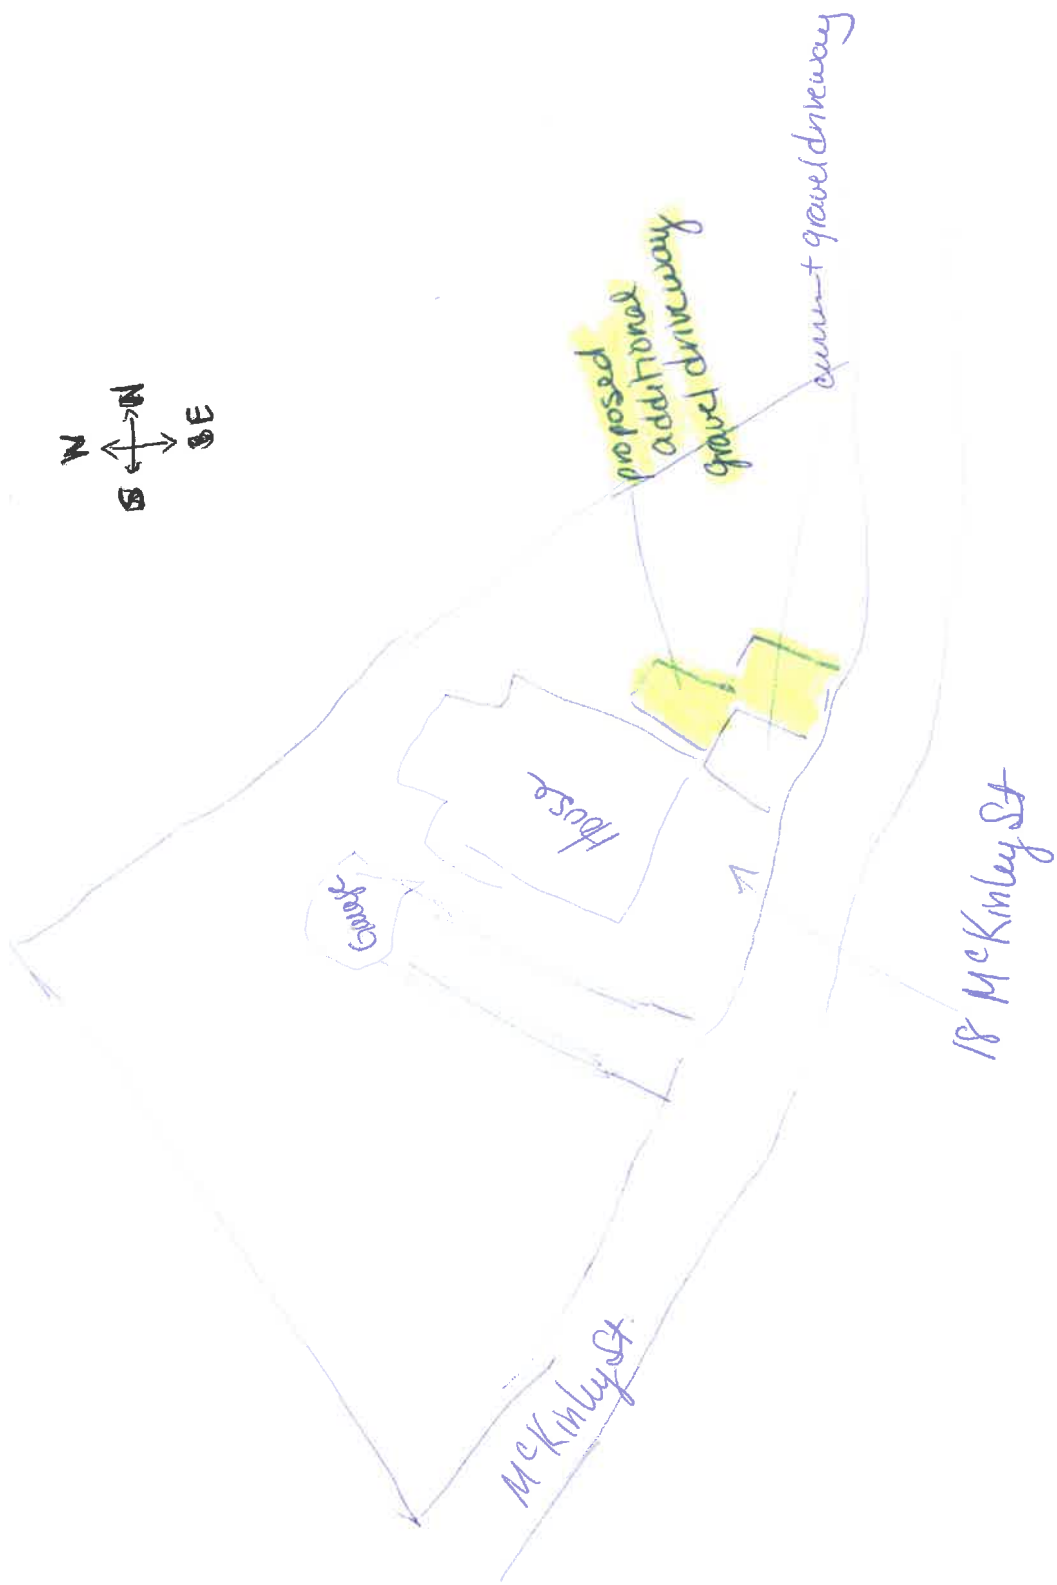 W
S N
E
proposed
additional
gravel driveway
current gravel driveway
House
Garage
18 McKinley St
McKinley St.